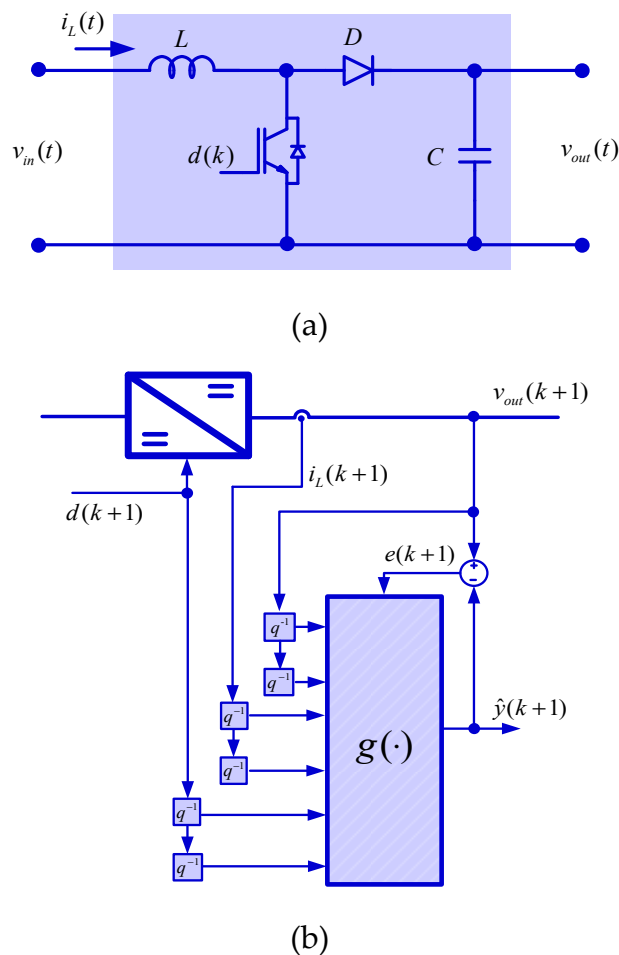 i_L(t)
L
D
v_in(t)
d(k)
C
v_out(t)
(a)
v_out(k+1)
i_L(k+1)
d(k+1)
e(k+1)
+
-
q⁻¹
q⁻¹
q⁻¹
ŷ(k+1)
g(·)
q⁻¹
q⁻¹
q⁻¹
(b)